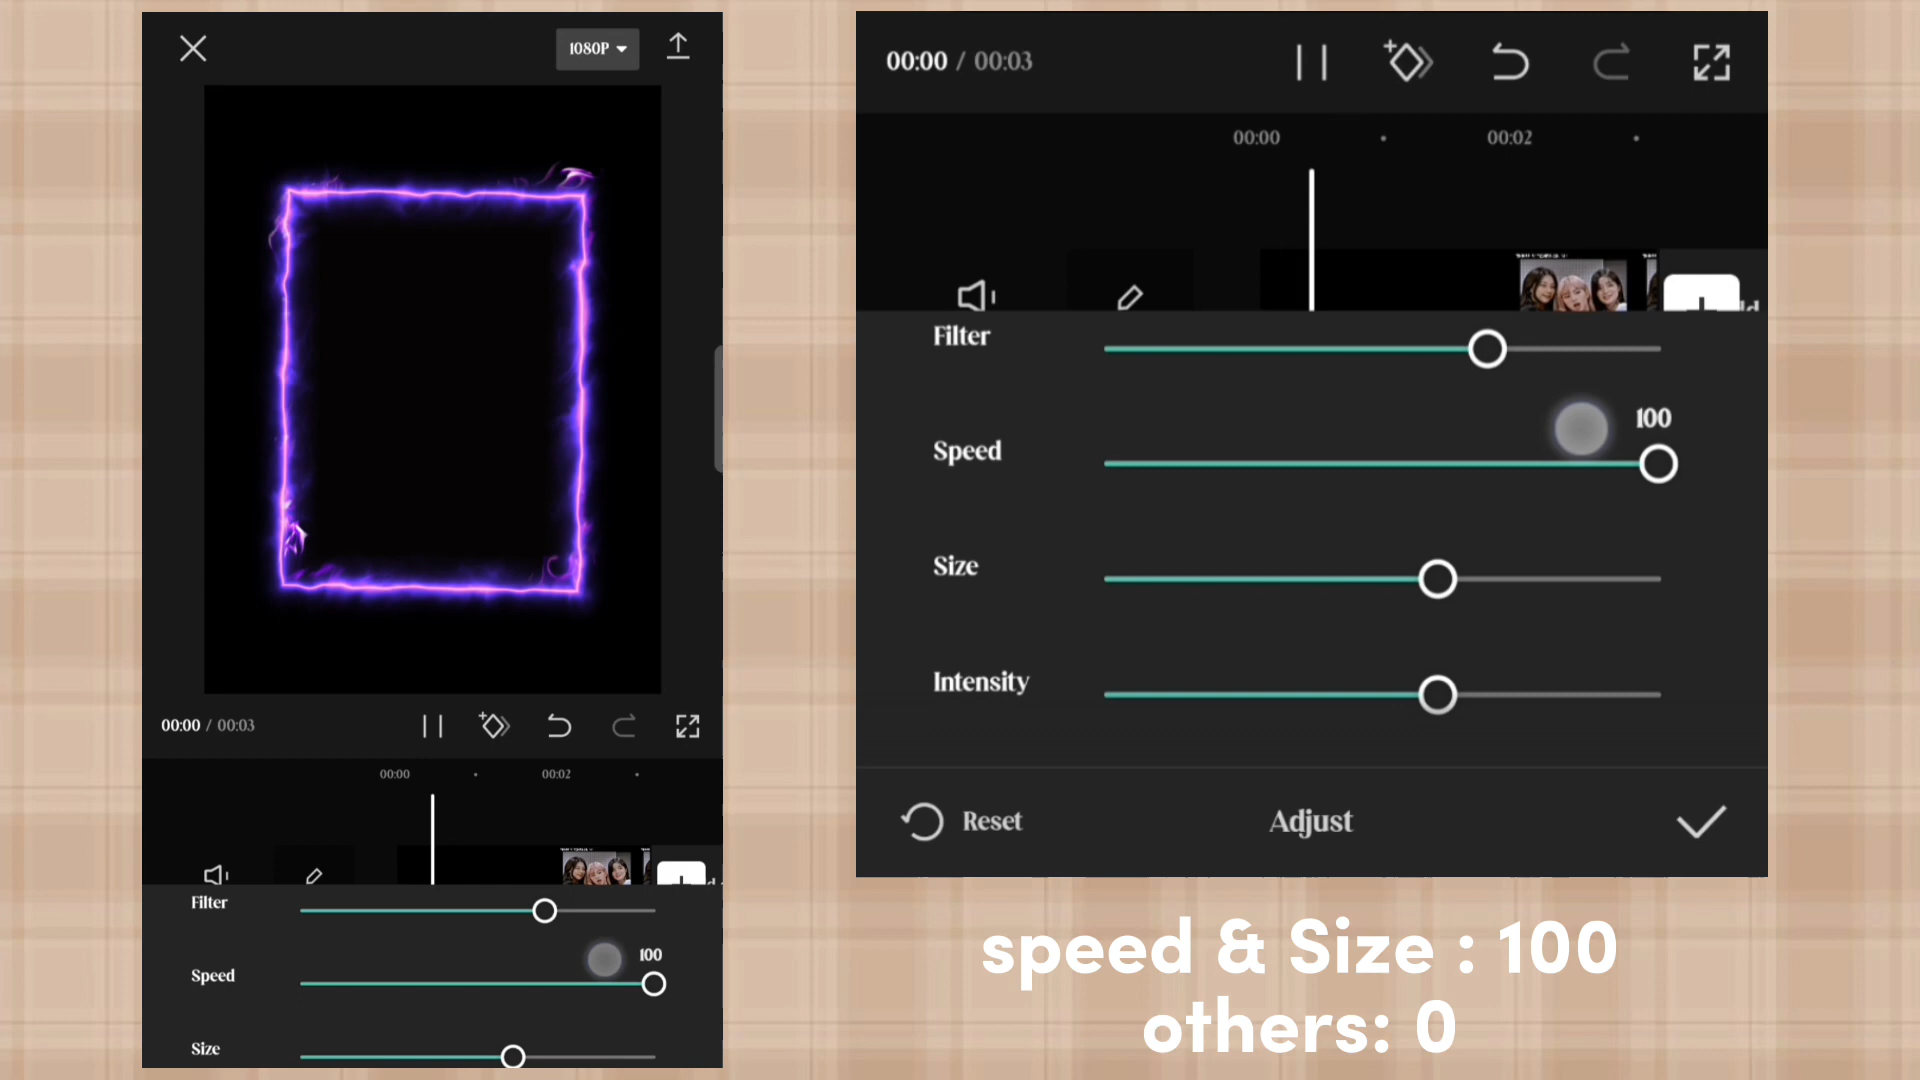 1080P
00:00 / 00:03
00:00
00:02
Filter
100
Speed
Size
00:00 / 00:03
00:00
00:02
Filter
100
Speed
Size
Intensity
Reset
Adjust
speed & Size : 100
others: 0